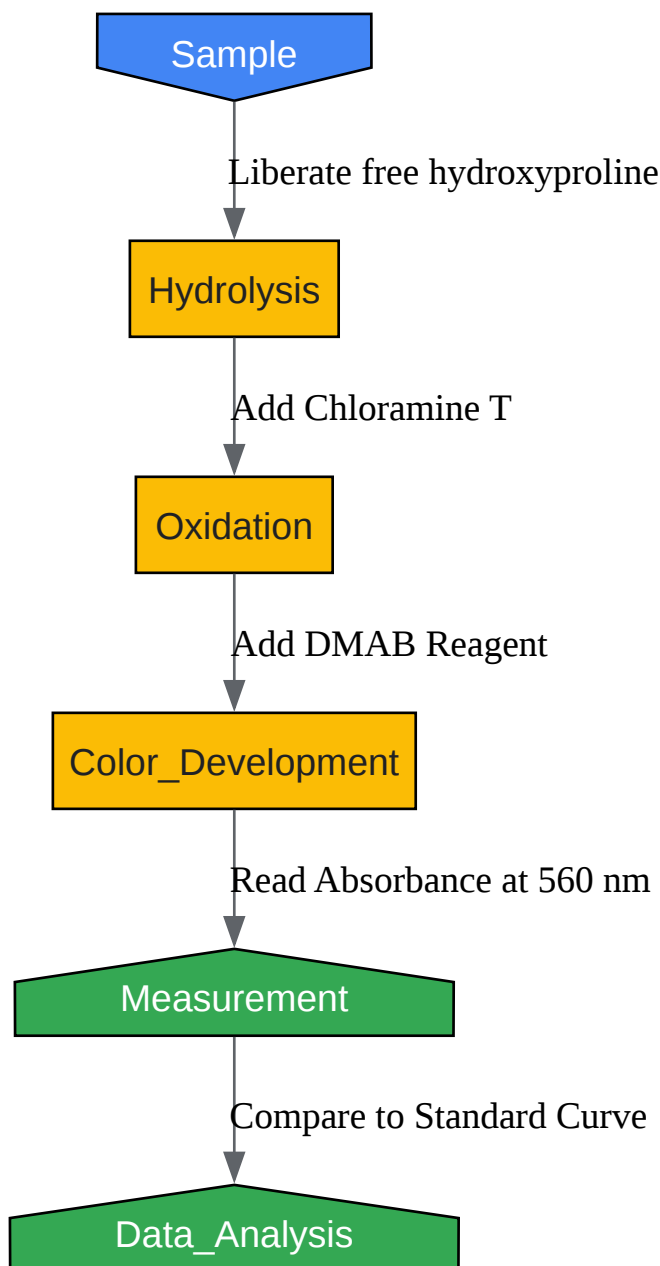 Sample
Liberate free hydroxyproline
Hydrolysis
Add Chloramine T
Oxidation
Add DMAB Reagent
Color_Development
Read Absorbance at 560 nm
Measurement
Compare to Standard Curve
Data_Analysis